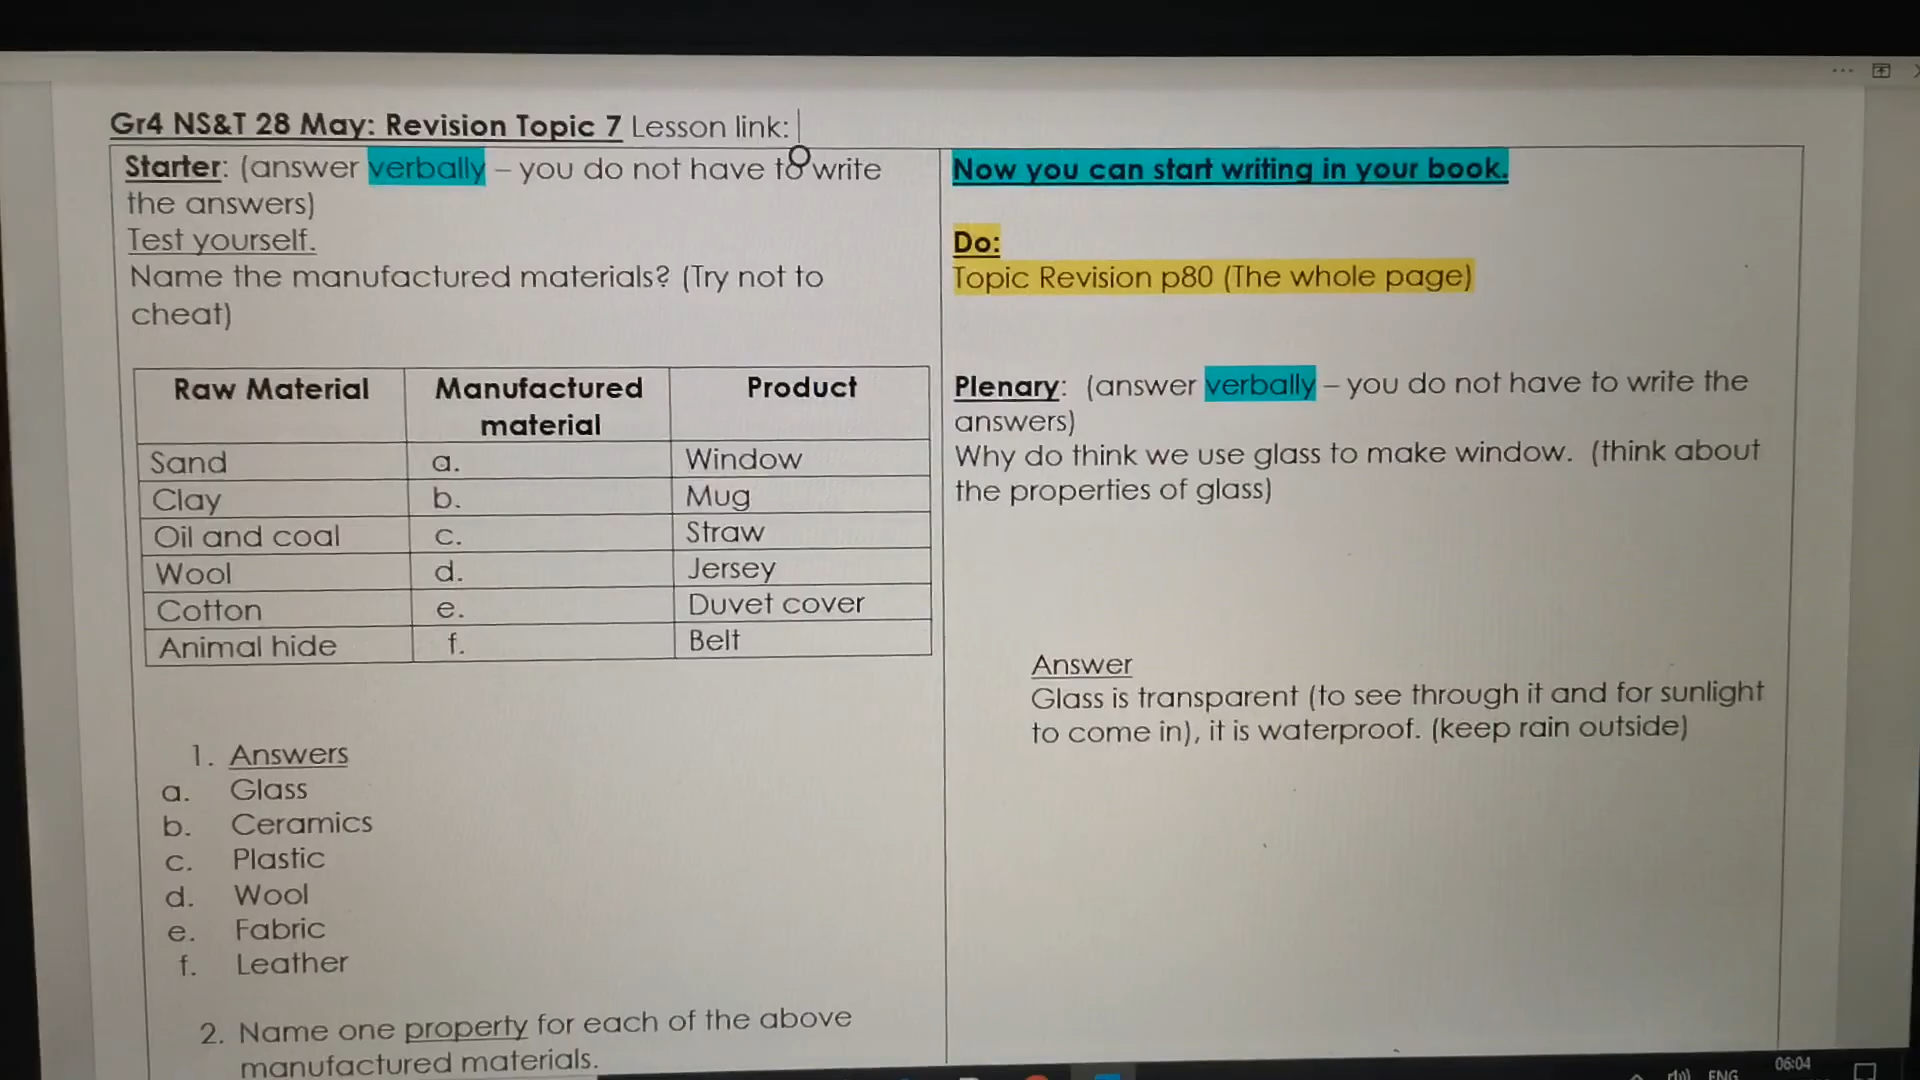 Gr4 NS&T 28 May: Revision Topic 7 Lesson link:
Starter: (answer verbally – you do not have to write
the answers)
Test yourself.
Name the manufactured materials? (Try not to
cheat)
Raw Material Manufactured material Product
Sand a. Window
Clay b. Mug
Oil and coal c. Straw
Wool d. Jersey
Cotton e. Duvet cover
Animal hide f. Belt
1. Answers
a. Glass
b. Ceramics
c. Plastic
d. Wool
e. Fabric
f. Leather
2. Name one property for each of the above
manufactured materials.
Now you can start writing in your book.
Do:
Topic Revision p80 (The whole page)
Plenary: (answer verbally – you do not have to write the
answers)
Why do think we use glass to make window. (think about
the properties of glass)
Answer
Glass is transparent (to see through it and for sunlight
to come in), it is waterproof. (keep rain outside)
ENG
06:04